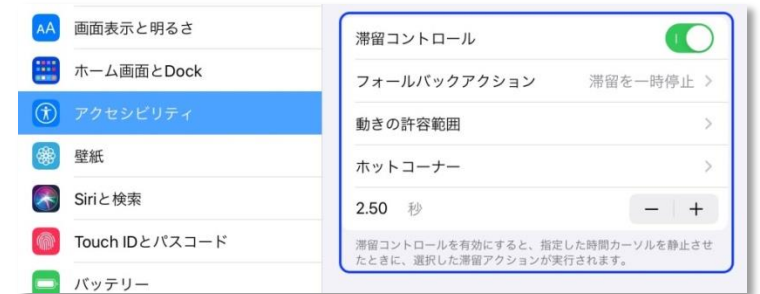 画面表示と明るさ
ホーム画面とDock
アクセシビリティ
壁紙
Siriと検索
Touch IDとパスコード
バッテリー
滞留コントロール
フォールバックアクション 滞留を一時停止
動きの許容範囲
ホットコーナー
2.50 秒
滞留コントロールを有効にすると、指定した時間カーソルを静止させ
たときに、選択した滞留アクションが実行されます。